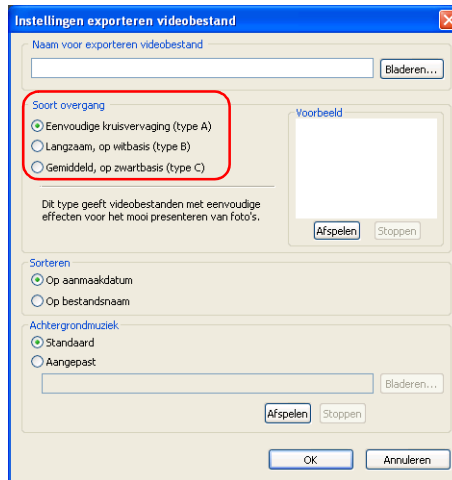 Instellingen exporteren videobestand
Naam voor exporteren videobestand
Bladeren...
Soort overgang
Eenvoudige kruisvervaging (type A)
Langzaam, op witbasis (type B)
Gemiddeld, op zwartbasis (type C)
Dit type geeft videobestanden met eenvoudige
effecten voor het mooi presenteren van foto's.
Voorbeeld
Afspelen
Stoppen
Sorteren
Op aanmaakdatum
Op bestandsnaam
Achtergrondmuziek
Standaard
Aangepast
Bladeren...
Afspelen
Stoppen
OK
Annuleren